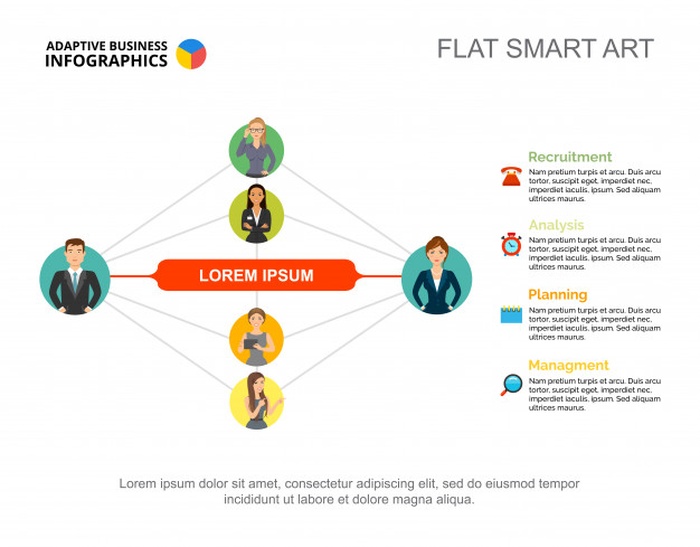 ADAPTIVE BUSINESS
INFOGRAPHICS
FLAT SMART ART
LOREM IPSUM
Recruitment
Nam pretium turpis et arcu. Duis arcu
tortor, suscipit eget, imperdiet nec,
imperdiet iaculis, ipsum. Sed aliquam
ultrices mauris.
Analysis
Nam pretium turpis et arcu. Duis arcu
tortor, suscipit eget, imperdiet nec,
imperdiet iaculis, ipsum. Sed aliquam
ultrices mauris.
Planning
Nam pretium turpis et arcu. Duis arcu
tortor, suscipit eget, imperdiet nec,
imperdiet iaculis, ipsum. Sed aliquam
ultrices mauris.
Managment
Nam pretium turpis et arcu. Duis arcu
tortor, suscipit eget, imperdiet nec,
imperdiet iaculis, ipsum. Sed aliquam
ultrices mauris.
Lorem ipsum dolor sit amet, consectetur adipiscing elit, sed do eiusm tempor
incididunt ut labore et dolore magna aliqua.